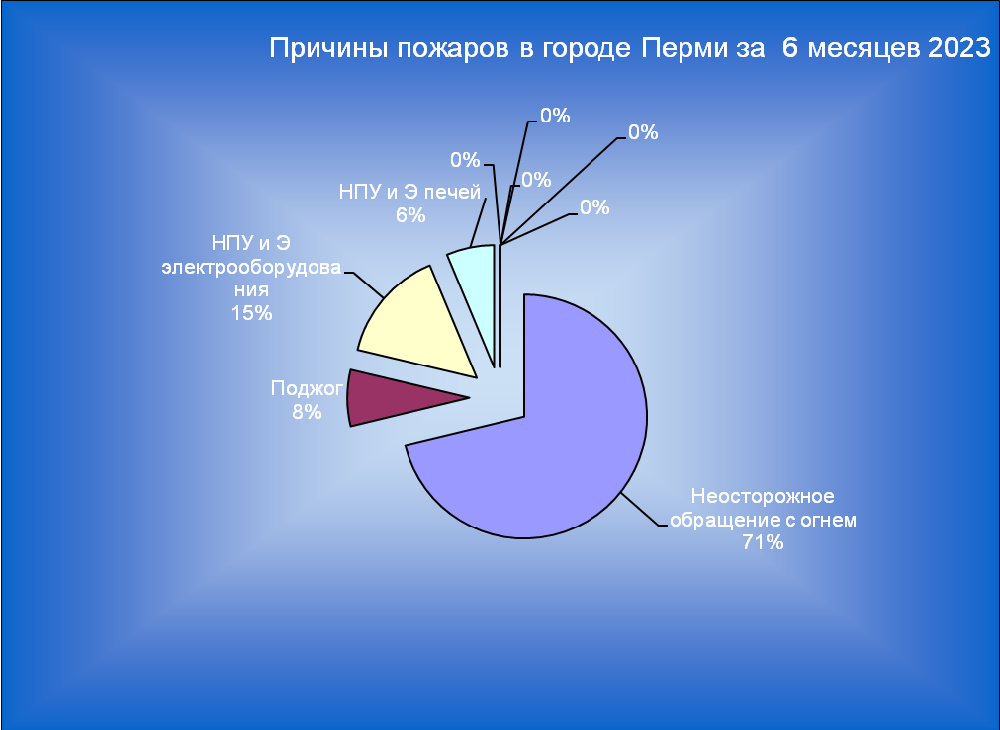 Причины пожаров в городе Перми за  6 месяцев 2023
0%
0%
0%
0%
0%
НПУ и Э печей
6%
НПУ и Э
электрооборудова
ния
15%
Поджог
8%
Неосторожное
обращение с огнем
71%